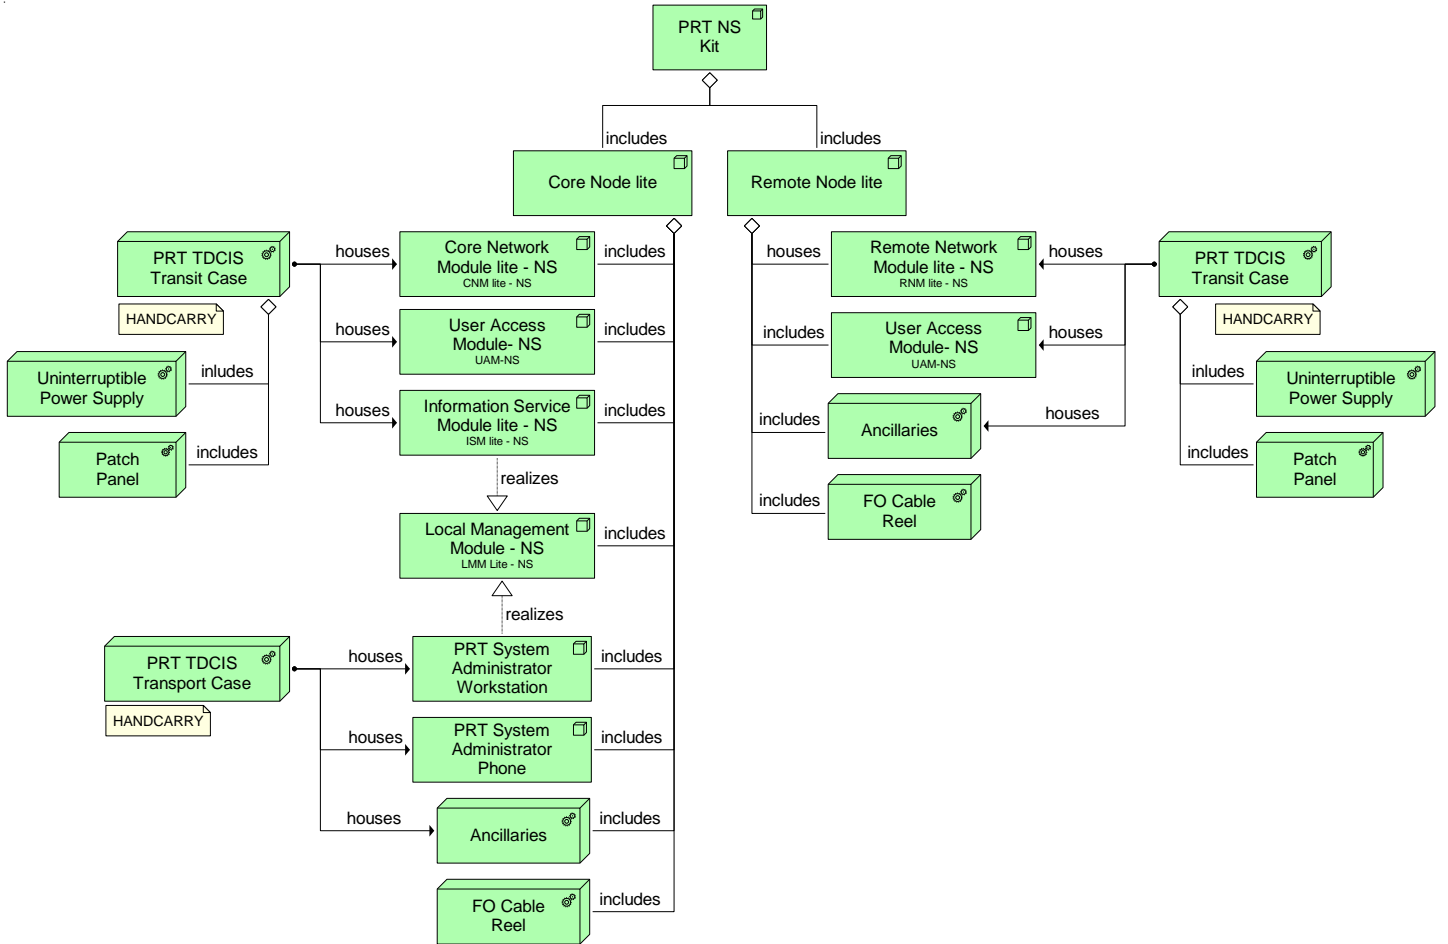 PRT NS
Kit
includes
includes
Core Node lite
Remote Node lite
PRT TDCIS
Transit Case
HANDCARRY
houses
Core Network
Module lite - NS
CNM lite - NS
includes
houses
User Access
Module- NS
UAM-NS
includes
houses
Information Service
Module lite - NS
ISM lite - NS
includes
Uninterruptible
Power Supply
inludes
Patch
Panel
includes
realizes
Local Management
Module - NS
LMM Lite - NS
includes
realizes
PRT TDCIS
Transport Case
HANDCARRY
houses
PRT System
Administrator
Workstation
includes
houses
PRT System
Administrator
Phone
includes
houses
Ancillaries
includes
FO Cable
Reel
includes
houses
Remote Network
Module lite - NS
RNM lite - NS
houses
PRT TDCIS
Transit Case
HANDCARRY
includes
User Access
Module- NS
UAM-NS
houses
includes
Ancillaries
houses
includes
FO Cable
Reel
inludes
Uninterruptible
Power Supply
includes
Patch
Panel